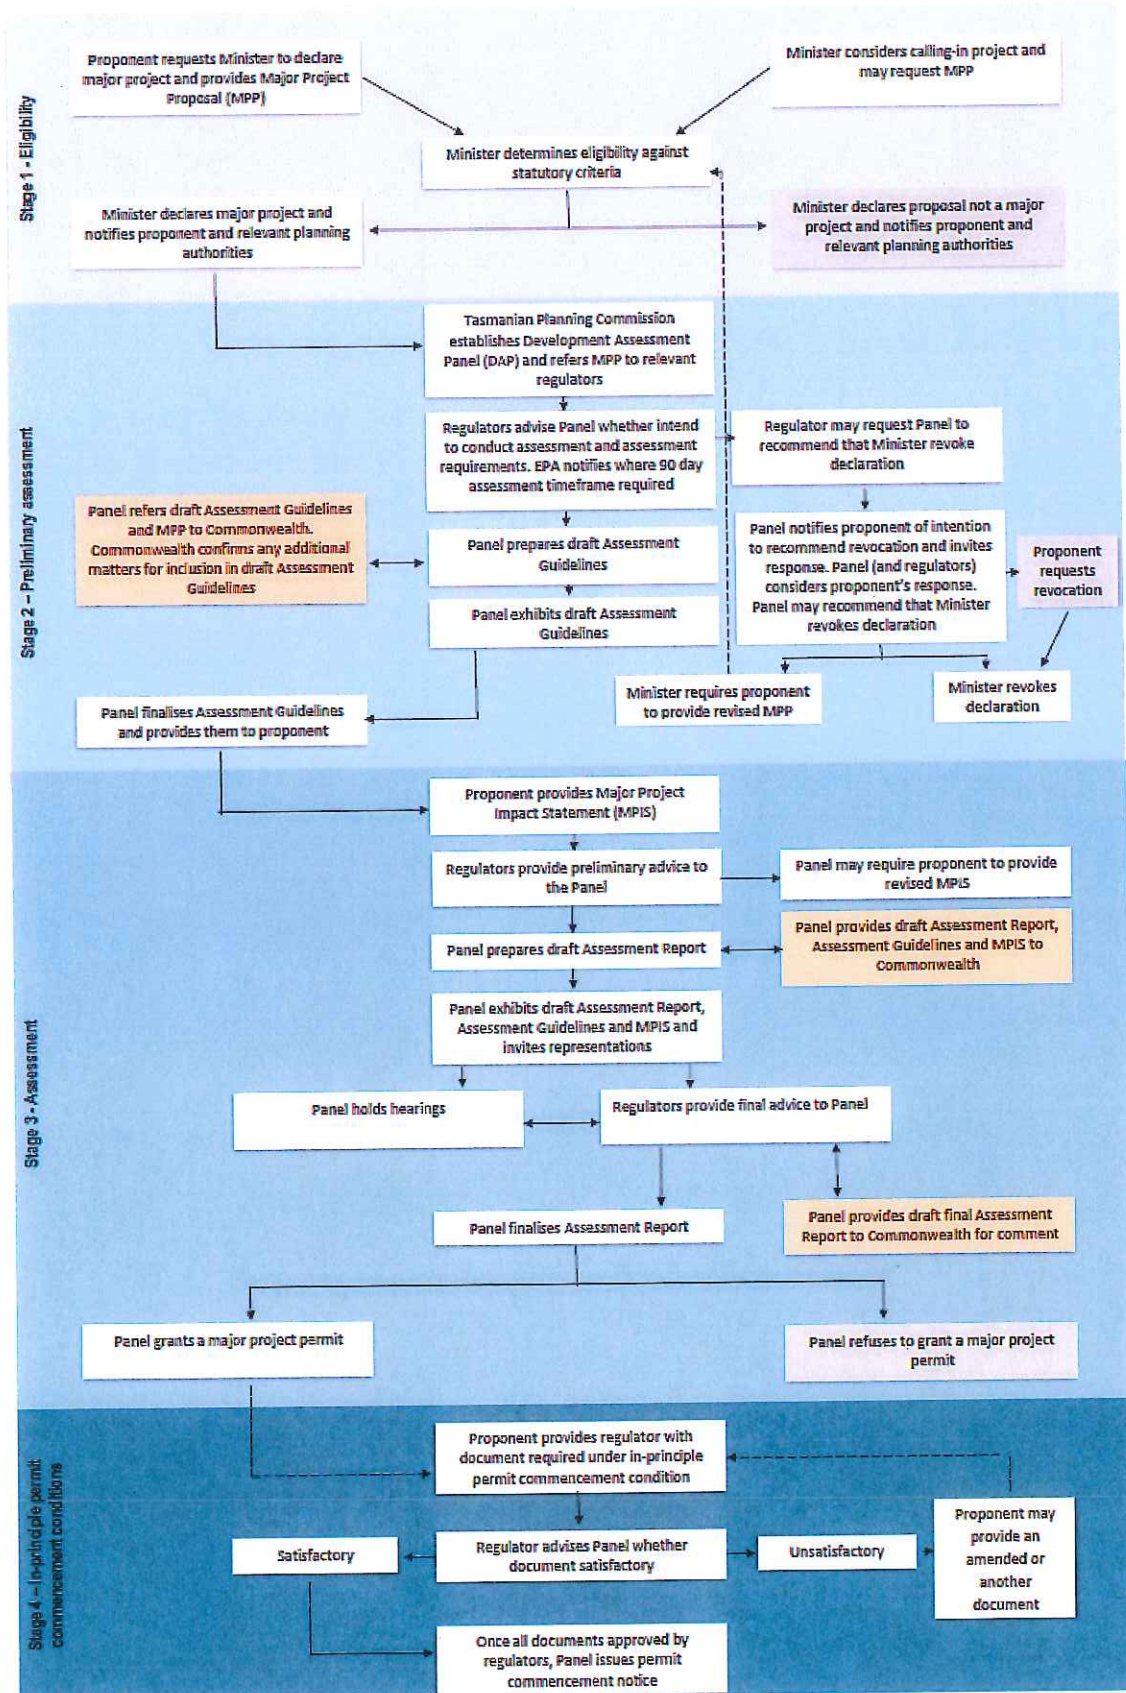 Stage 1 - Eligibility
Proponent requests Minister to declare
major project and provides Major Project
Proposal (MPP)
Minister considers calling-in project and
may request MPP
Minister determines eligibility against
statutory criteria
Minister declares major project and
notifies proponent and relevant planning
authorities
Minister declares proposal not a major
project and notifies proponent and
relevant planning authorities
Stage 2 – Preliminary assessment
Tasmanian Planning Commission
establishes Development Assessment
Panel (DAP) and refers MPP to relevant
regulators
Regulators advise Panel whether intend
to conduct assessment and assessment
requirements. EPA notifies where 90 day
assessment timeframe required
Regulator may request Panel to
recommend that Minister revoke
declaration
Panel refers draft Assessment Guidelines
and MPP to Commonwealth.
Commonwealth confirms any additional
matters for inclusion in draft Assessment
Guidelines
Panel prepares draft Assessment
Guidelines
Panel notifies proponent of intention
to recommend revocation and invites
response. Panel (and regulators)
considers proponent's response.
Panel may recommend that Minister
revokes declaration
Proponent
requests
revocation
Panel exhibits draft Assessment
Guidelines
Minister requires proponent
to provide revised MPP
Minister revokes
declaration
Panel finalises Assessment Guidelines
and provides them to proponent
Stage 3 - Assessment
Proponent provides Major Project
Impact Statement (MPIS)
Regulators provide preliminary advice to
the Panel
Panel may require proponent to provide
revised MPIS
Panel prepares draft Assessment Report
Panel provides draft Assessment Report,
Assessment Guidelines and MPIS to
Commonwealth
Panel exhibits draft Assessment Report,
Assessment Guidelines and MPIS and
invites representations
Panel holds hearings
Regulators provide final advice to Panel
Panel finalises Assessment Report
Panel provides draft final Assessment
Report to Commonwealth for comment
Panel grants a major project permit
Panel refuses to grant a major project
permit
Stage 4 – In-principle permit
commencement conditions
Proponent provides regulator with
document required under in-principle
permit commencement condition
Satisfactory
Regulator advises Panel whether
document satisfactory
Unsatisfactory
Proponent may
provide an
amended or
another
document
Once all documents approved by
regulators, Panel issues permit
commencement notice